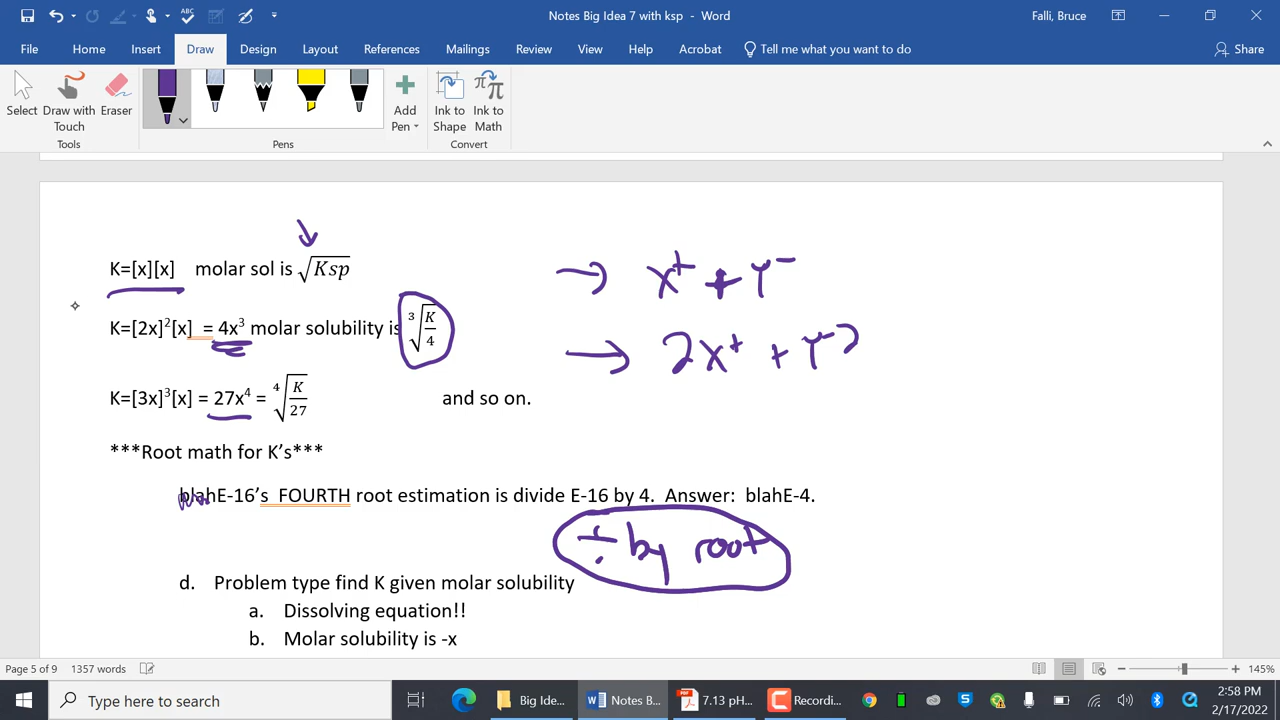 Notes Big Idea 7 with ksp - Word
Falli, Bruce
File Home Insert Draw Design Layout References Mailings Review View Help Acrobat Tell me what you want to do Share
Select Draw with Touch Eraser Add Pen Ink to Shape Ink to Math
Tools Pens Convert
K=[x][x] molar sol is √Ksp → x⁺ + Y⁻
K=[2x]²[x] = 4x³ molar solubility is ∛(K/4) → 2x⁺ + Y⁻²
K=[3x]³[x] = 27x⁴ = ∜(K/27) and so on.
***Root math for K’s***
blahE-16’s FOURTH root estimation is divide E-16 by 4. Answer: blahE-4.
÷ by root
d. Problem type find K given molar solubility
a. Dissolving equation!!
b. Molar solubility is -x
Page 5 of 9 1357 words 145%
Type here to search Big Ide... Notes B... 7.13 pH... Recordi... 2:58 PM
2/17/2022